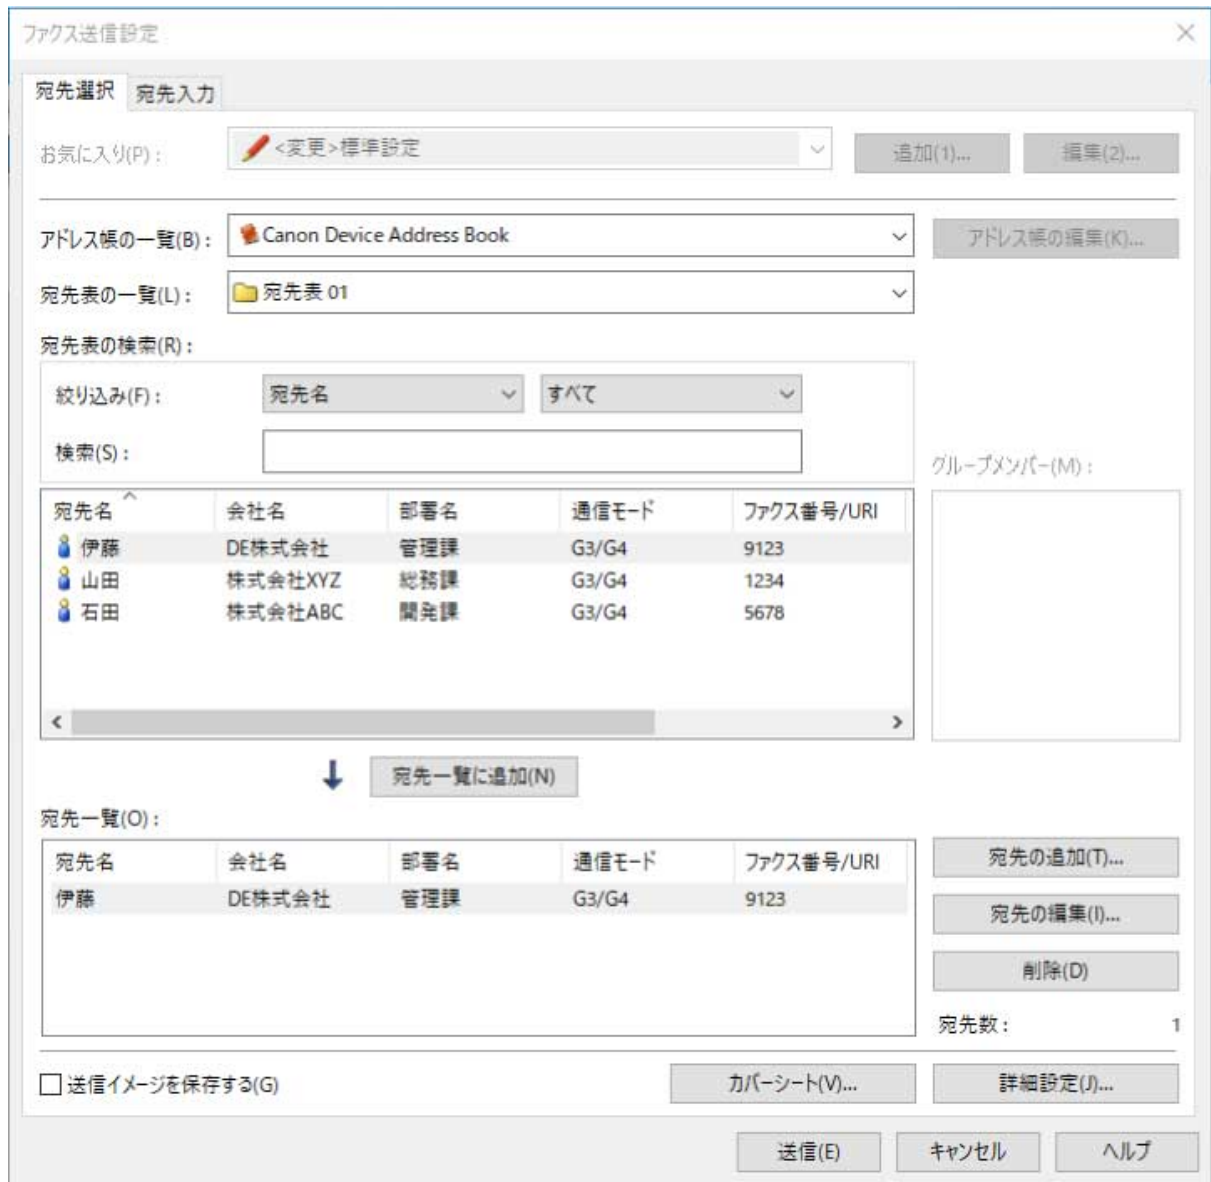 ファクス送信設定
宛先選択 宛先入力
お気に入り(P)： <変更>標準設定 追加(1)... 編集(2)...
アドレス帳の一覧(B)： Canon Device Address Book アドレス帳の編集(K)...
宛先表の一覧(L)： 宛先表 01
宛先表の検索(R)：
絞り込み(F)： 宛先名 すべて
検索(S)：
グループメンバー(M)：
宛先名 会社名 部署名 通信モード ファクス番号/URI
伊藤 DE株式会社 管理課 G3/G4 9123
山田 株式会社XYZ 総務課 G3/G4 1234
石田 株式会社ABC 開発課 G3/G4 5678
宛先一覧に追加(N)
宛先一覧(O)：
宛先名 会社名 部署名 通信モード ファクス番号/URI 宛先の追加(T)...
伊藤 DE株式会社 管理課 G3/G4 9123
宛先の編集(I)...
削除(D)
宛先数： 1
送信イメージを保存する(G) カバーシート(V)... 詳細設定(J)...
送信(E) キャンセル ヘルプ